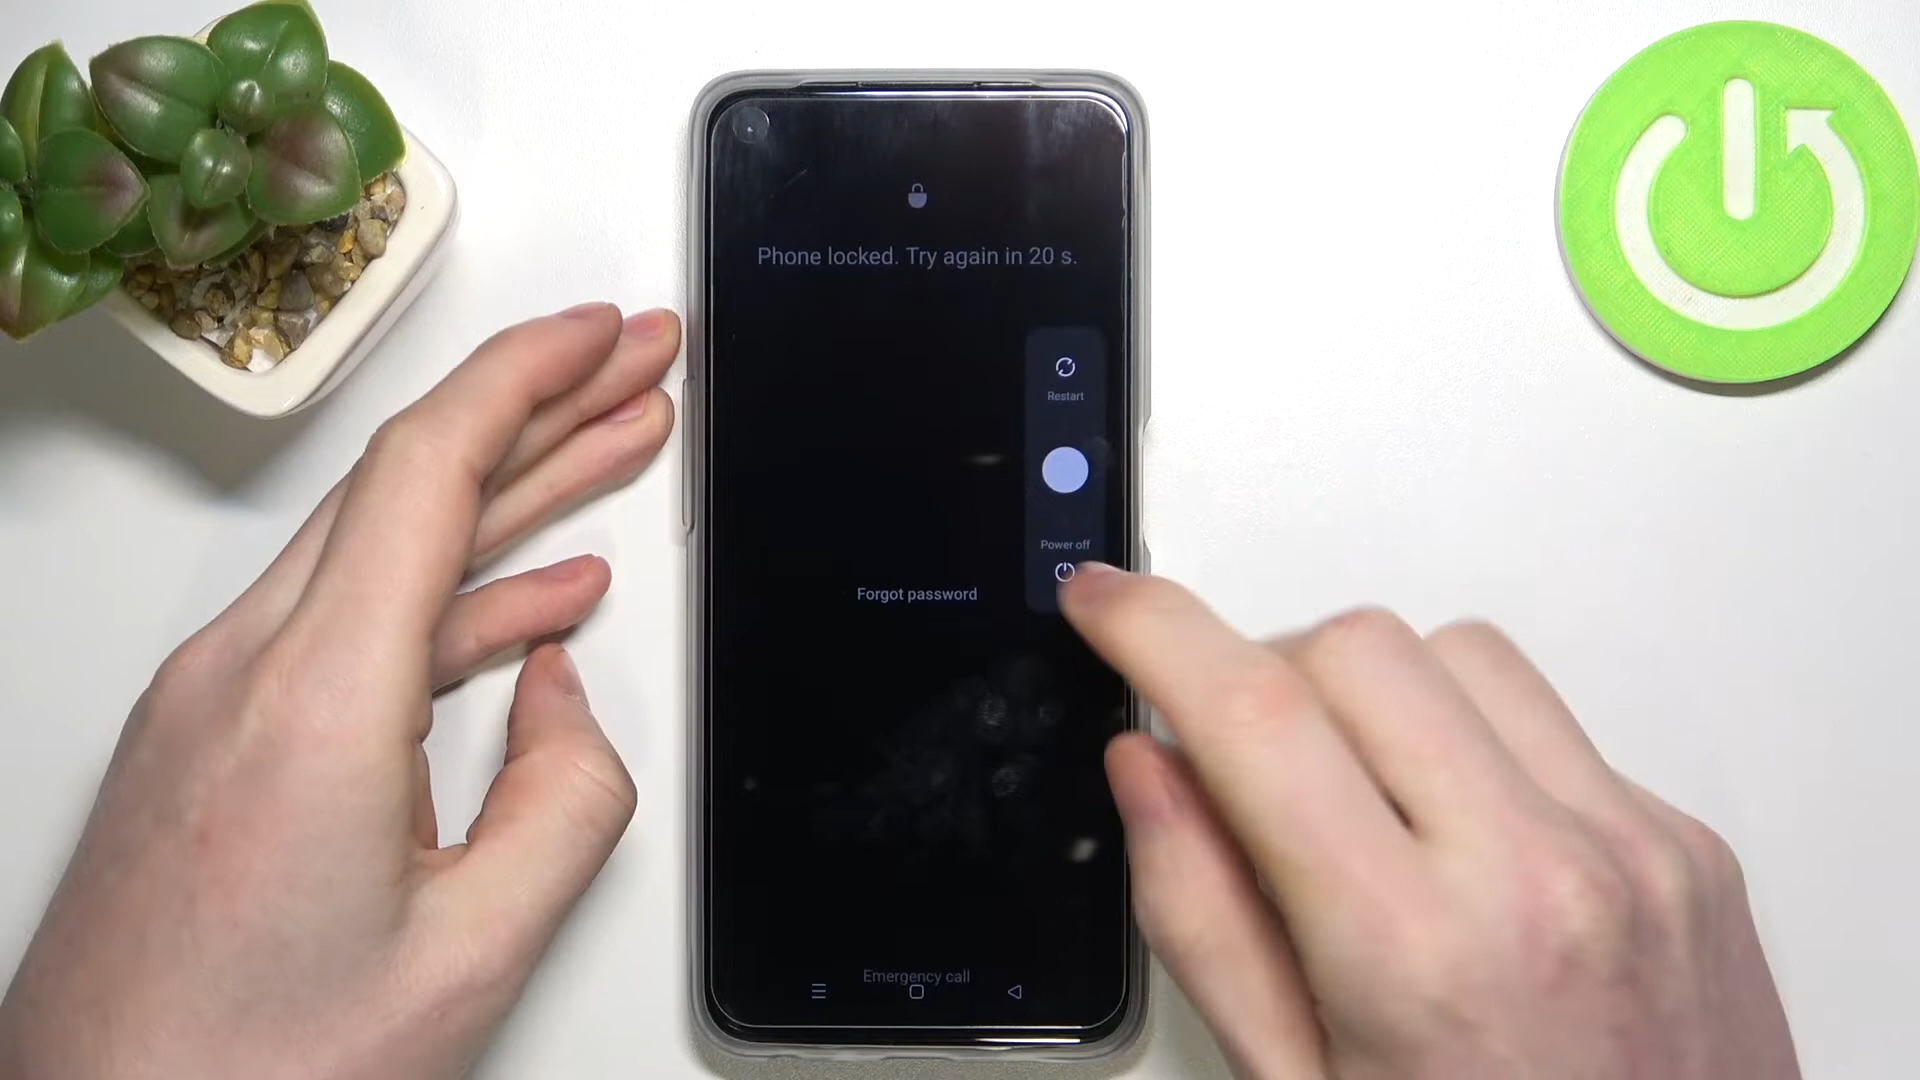 Phone locked. Try again in 20 s.
Restart
Power off
Forgot password
Emergency call